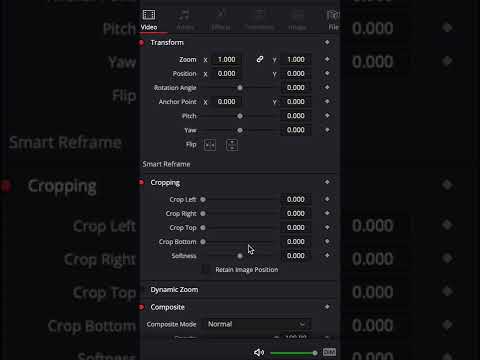 Video Audio Effects Transition Image File
Transform
Zoom X 1.000 Y 1.000
Position X 0.000 Y 0.000
Rotation Angle 0.000
Anchor Point X 0.000 Y 0.000
Pitch 0.000
Yaw 0.000
Flip
Smart Reframe
Cropping
Crop Left 0.000
Crop Right 0.000
Crop Top 0.000
Crop Bottom 0.000
Softness 0.000
Retain Image Position
Dynamic Zoom
Composite
Composite Mode Normal
DIM
Pitch
Yaw
Flip
Smart Reframe
Cropping
Crop Left
Crop Right
Crop Top
Crop Bottom
Softness
0.000
0.000
0.000
0.000
0.000
0.000
0.000